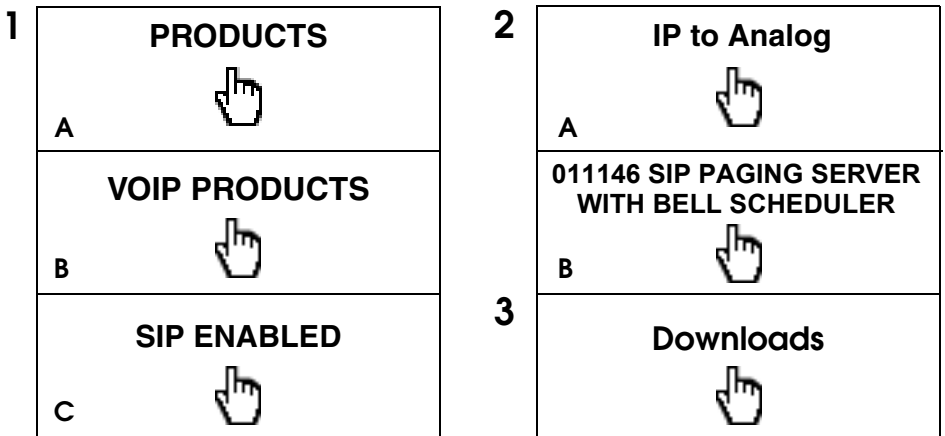 1
PRODUCTS
A
VOIP PRODUCTS
B
SIP ENABLED
C
2
IP to Analog
A
011146 SIP PAGING SERVER
WITH BELL SCHEDULER
B
3
Downloads